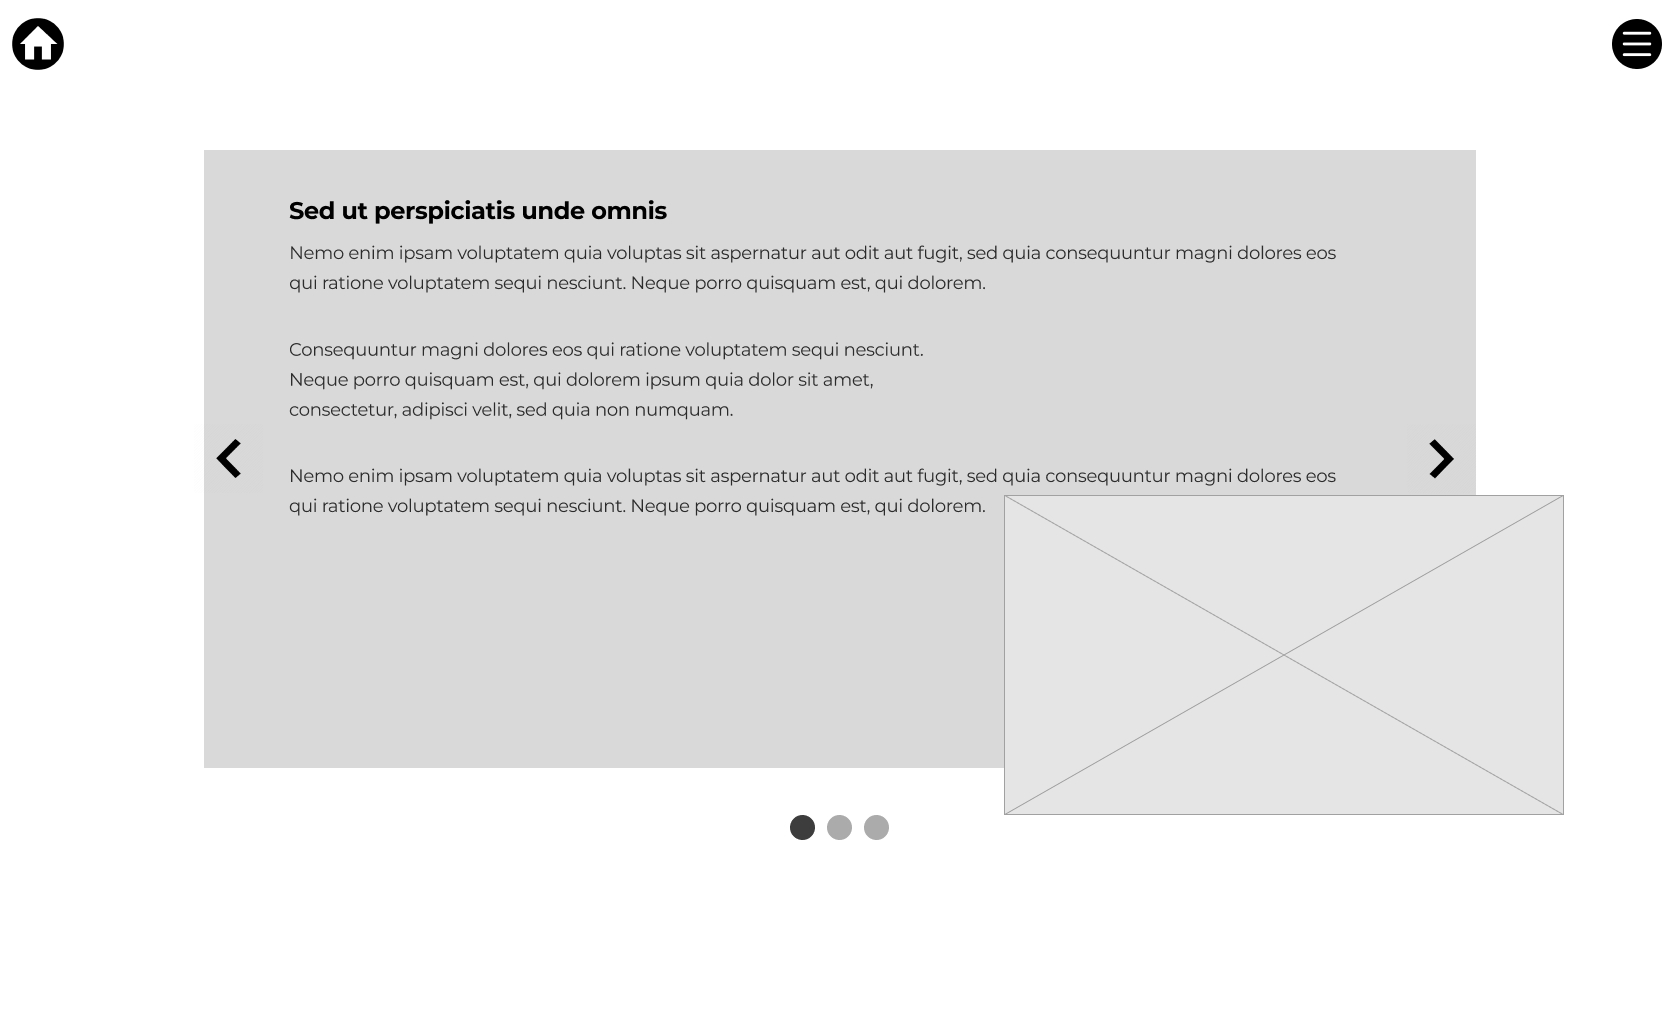 Sed ut perspiciatis unde omnis
Nemo enim ipsam voluptatem quia voluptas sit aspernatur aut odit aut fugit, sed quia consequuntur magni dolores eos
qui ratione voluptatem sequi nesciunt. Neque porro quisquam est, qui dolorem.
Consequuntur magni dolores eos qui ratione voluptatem sequi nesciunt.
Neque porro quisquam est, qui dolorem ipsum quia dolor sit amet,
consectetur, adipisci velit, sed quia non numquam.
Nemo enim ipsam voluptatem quia voluptas sit aspernatur aut odit aut fugit, sed quia consequuntur magni dolores eos
qui ratione voluptatem sequi nesciunt. Neque porro quisquam est, qui dolorem.